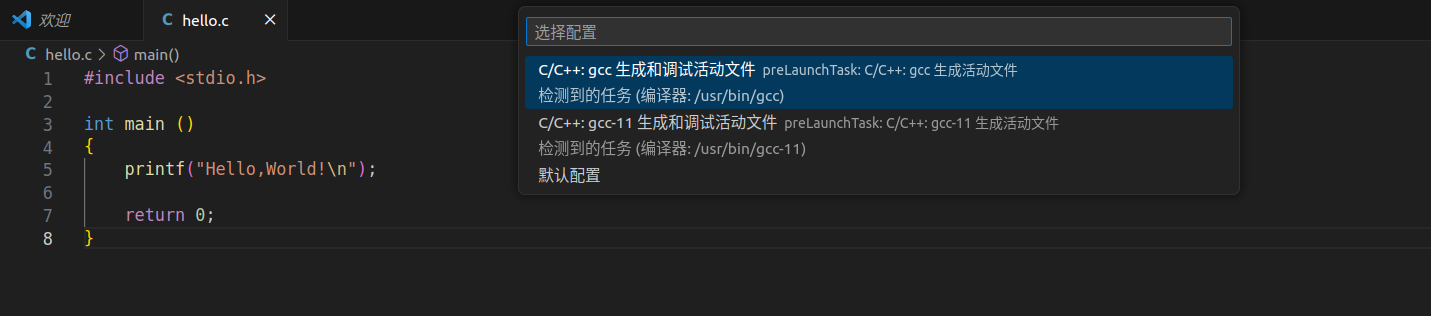 欢迎
hello.c
选择配置
hello.c > main()
C/C++: gcc 生成和调试活动文件 preLaunchTask: C/C++: gcc 生成活动文件
检测到的任务 (编译器: /usr/bin/gcc)
C/C++: gcc-11 生成和调试活动文件 preLaunchTask: C/C++: gcc-11 生成活动文件
检测到的任务 (编译器: /usr/bin/gcc-11)
默认配置
1 #include <stdio.h>
2
3 int main ()
4 {
5     printf("Hello,World!\n");
6
7     return 0;
8 }